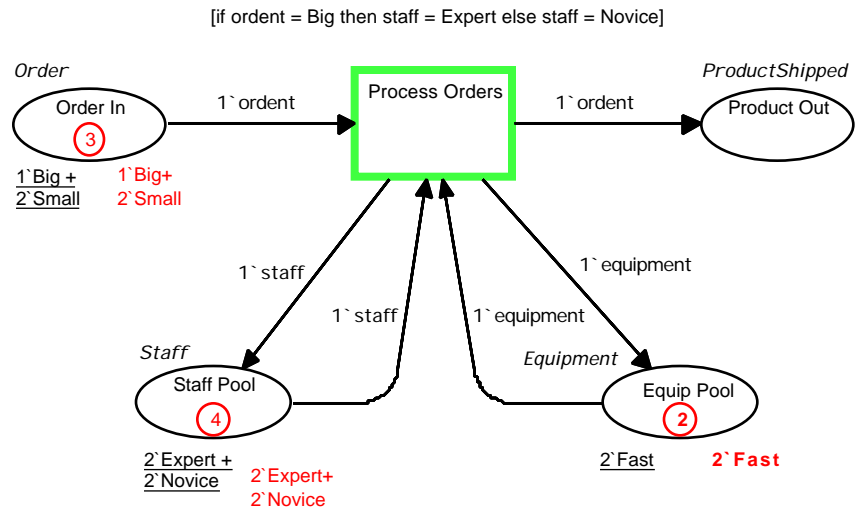 [if ordent = Big then staff = Expert else staff = Novice]
Order
ProductShipped
Order In
3
1`ordent
Process Orders
1`ordent
Product Out
1`Big +
2`Small
1`Big+
2`Small
1`staff
1`equipment
1`staff
1`equipment
Staff
Equipment
Staff Pool
4
Equip Pool
2
2`Expert +
2`Novice
2`Expert+
2`Novice
2`Fast
2`Fast